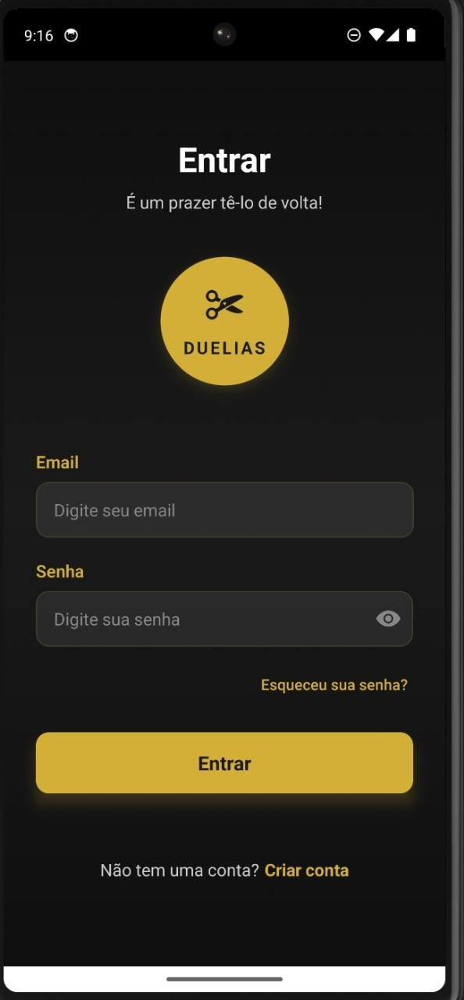 9:16
Entrar
É um prazer tê-lo de volta!
DUELIAS
Email
Digite seu email
Senha
Digite sua senha
Esqueceu sua senha?
Entrar
Não tem uma conta? Criar conta